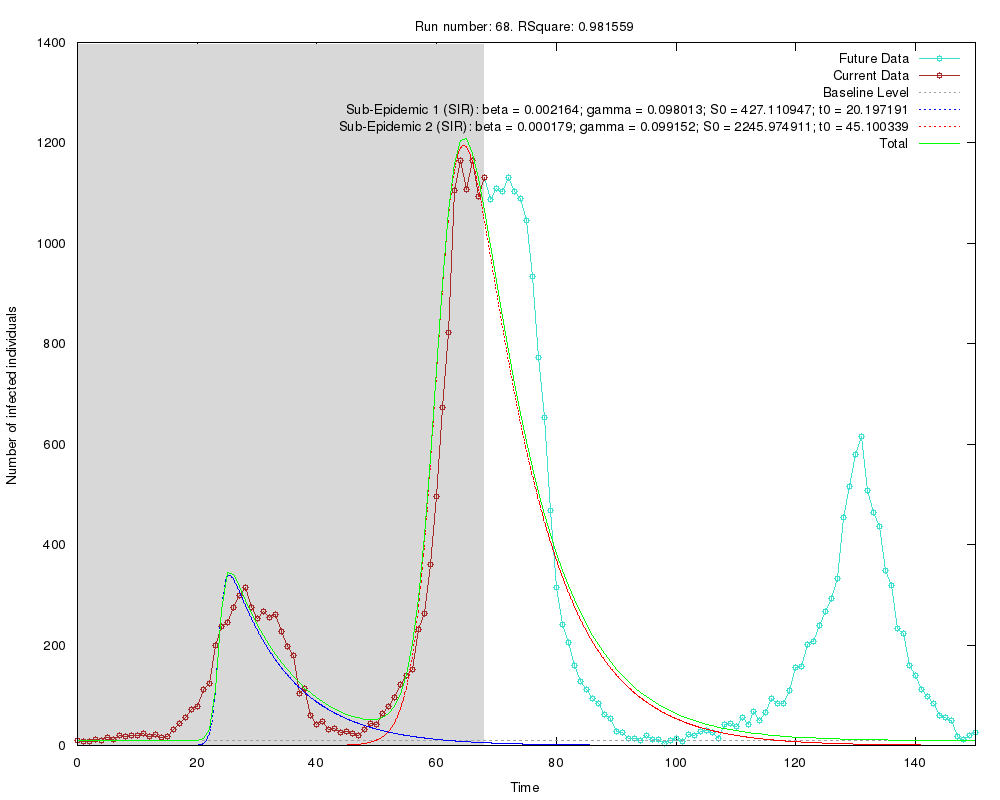 Run number: 68. RSquare: 0.981559
1400
1200
1000
800
600
400
200
0
Number of infected individuals
Future Data
Current Data
Baseline Level
Sub-Epidemic 1 (SIR): beta = 0.002164; gamma = 0.098013; S0 = 427.110947; t0 = 20.197191
Sub-Epidemic 2 (SIR): beta = 0.000179; gamma = 0.099152; S0 = 2245.974911; t0 = 45.100339
Total
0 20 40 60 80 100 120 140
Time